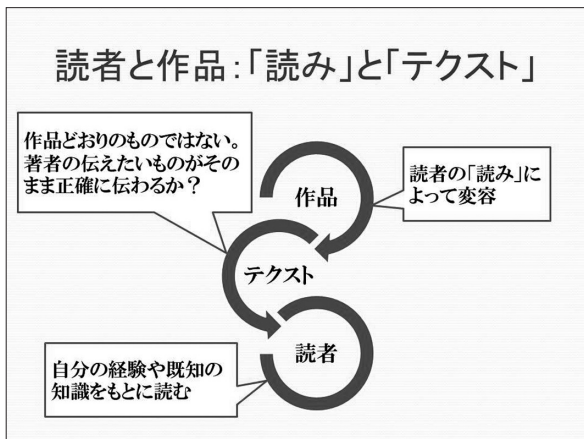 読者と作品：「読み」と「テクスト」
作品どおりのものではない。
著者の伝えたいものがその
まま正確に伝わるか？
作品
読者の「読み」に
よって変容
テクスト
読者
自分の経験や既知の
知識をもとに読む